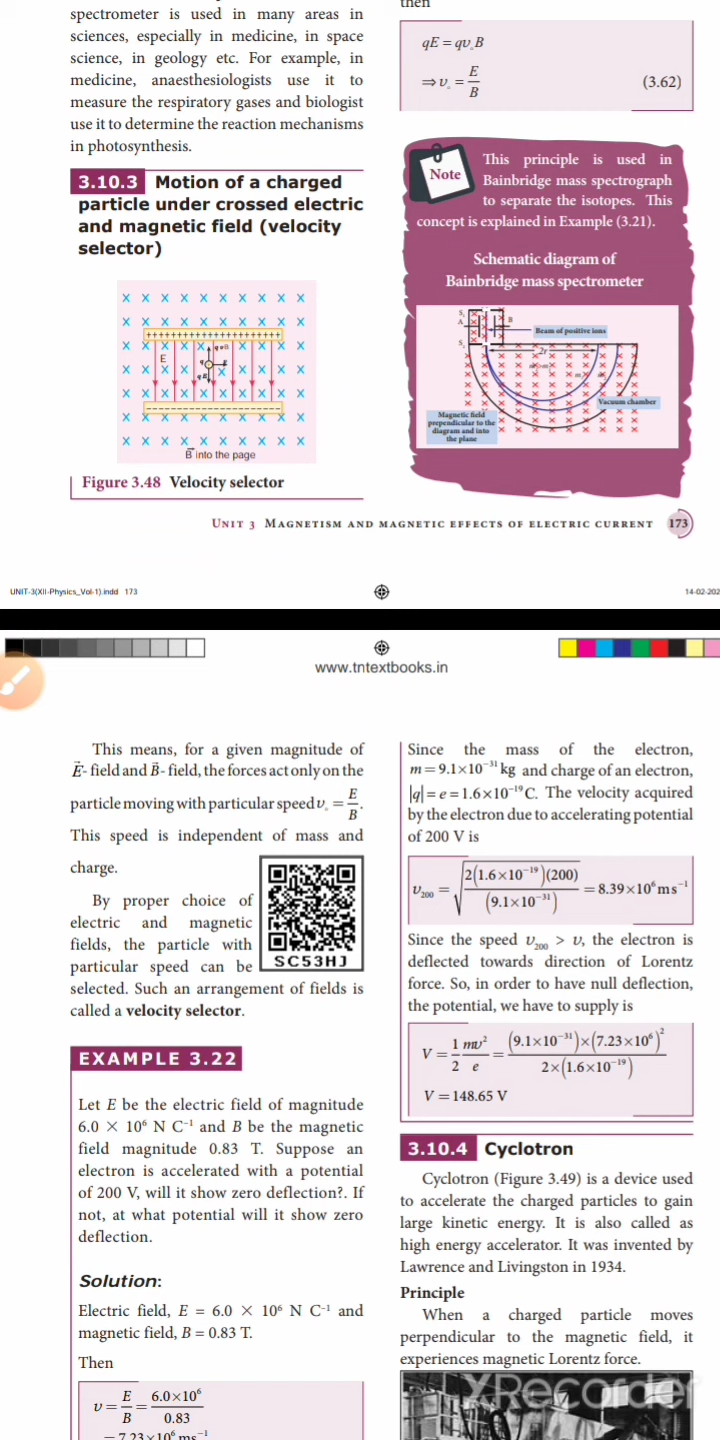 spectrometer is used in many areas in
sciences, especially in medicine, in space
science, in geology etc. For example, in
medicine, anaesthesiologists use it to
measure the respiratory gases and biologist
use it to determine the reaction mechanisms
in photosynthesis.
3.10.3 Motion of a charged
particle under crossed electric
and magnetic field (velocity
selector)
E
B⃗ into the page
Figure 3.48 Velocity selector
then
qE = qυ₀B
⇒ υ₀ = E/B (3.62)
Note
This principle is used in
Bainbridge mass spectrograph
to separate the isotopes. This
concept is explained in Example (3.21).
Schematic diagram of
Bainbridge mass spectrometer
Beam of positive ions
2r
Vacuum chamber
Magnetic field
perpendicular to the
diagram and into
the plane
UNIT 3 MAGNETISM AND MAGNETIC EFFECTS OF ELECTRIC CURRENT 173
UNIT-3(XII-Physics_Vol-1).indd 173
14-02-202
www.tntextbooks.in
This means, for a given magnitude of
E⃗- field and B⃗- field, the forces act only on the
particle moving with particular speed υ₀ = E/B.
This speed is independent of mass and
charge.
By proper choice of
electric and magnetic
fields, the particle with
particular speed can be
selected. Such an arrangement of fields is
called a velocity selector.
SC53HJ
EXAMPLE 3.22
Let E be the electric field of magnitude
6.0 × 10⁶ N C⁻¹ and B be the magnetic
field magnitude 0.83 T. Suppose an
electron is accelerated with a potential
of 200 V, will it show zero deflection?. If
not, at what potential will it show zero
deflection.
Solution:
Electric field, E = 6.0 × 10⁶ N C⁻¹ and
magnetic field, B = 0.83 T.
Then
υ = E/B = 6.0×10⁶/0.83
= 7.23×10⁶ ms⁻¹
Since the mass of the electron,
m = 9.1×10⁻³¹ kg and charge of an electron,
|q| = e = 1.6×10⁻¹⁹C. The velocity acquired
by the electron due to accelerating potential
of 200 V is
υ₂₀₀ = √(2(1.6×10⁻¹⁹)(200)/(9.1×10⁻³¹)) = 8.39×10⁶ms⁻¹
Since the speed υ₂₀₀ > υ, the electron is
deflected towards direction of Lorentz
force. So, in order to have null deflection,
the potential, we have to supply is
V = 1/2 mυ²/e = (9.1×10⁻³¹)×(7.23×10⁶)²/2×(1.6×10⁻¹⁹)
V = 148.65 V
3.10.4 Cyclotron
Cyclotron (Figure 3.49) is a device used
to accelerate the charged particles to gain
large kinetic energy. It is also called as
high energy accelerator. It was invented by
Lawrence and Livingston in 1934.
Principle
When a charged particle moves
perpendicular to the magnetic field, it
experiences magnetic Lorentz force.
XRecorder